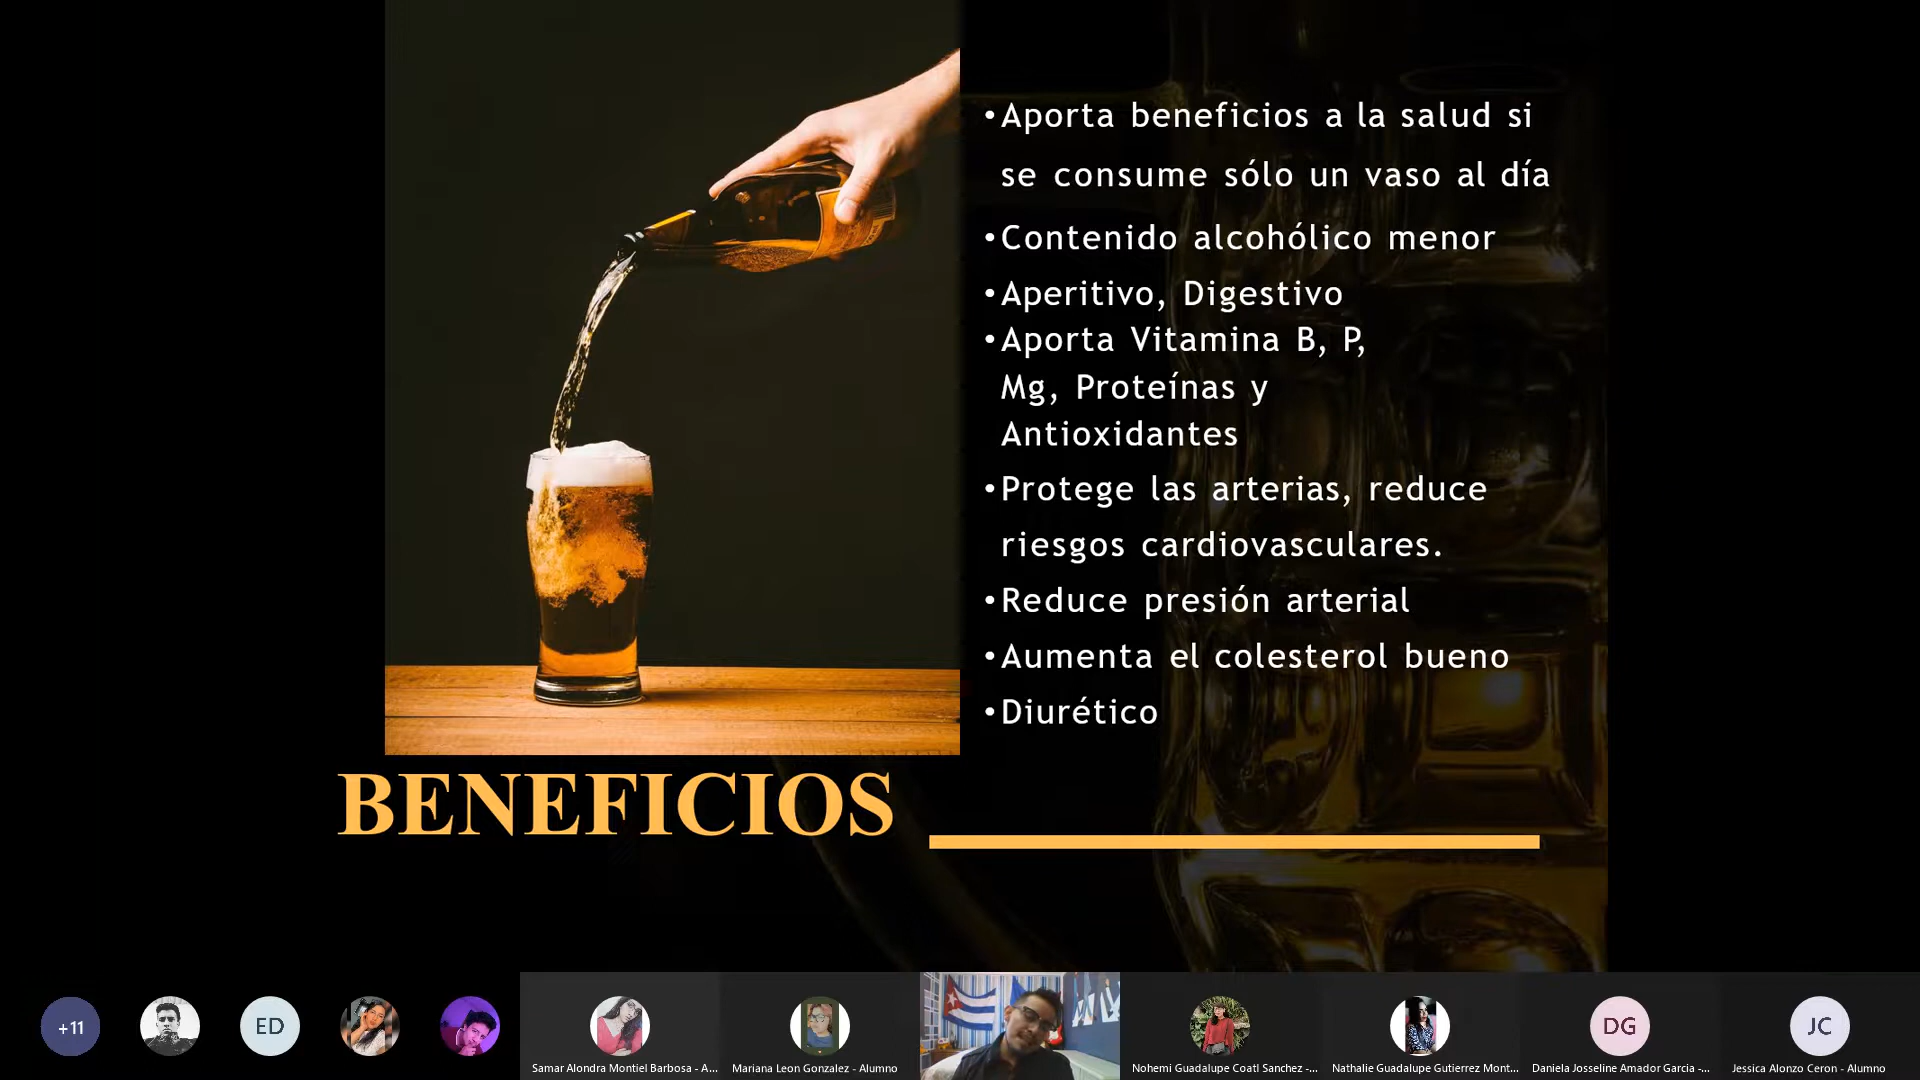 •Aporta beneficios a la salud si
se consume sólo un vaso al día
•Contenido alcohólico menor
•Aperitivo, Digestivo
•Aporta Vitamina B, P,
Mg, Proteínas y
Antioxidantes
•Protege las arterias, reduce
riesgos cardiovasculares.
•Reduce presión arterial
•Aumenta el colesterol bueno
•Diurético
BENEFICIOS
+11
ED
DG
JC
Samar Alondra Montiel Barbosa - A...
Mariana Leon Gonzalez - Alumno
Nohemi Guadalupe Coatl Sanchez -...
Nathalie Guadalupe Gutierrez Mont...
Daniela Josseline Amador Garcia -...
Jessica Alonzo Ceron - Alumno